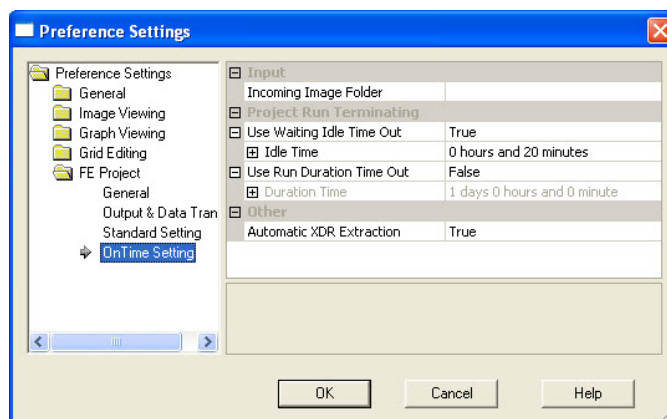 Preference Settings
Preference Settings
General
Image Viewing
Graph Viewing
Grid Editing
FE Project
General
Output & Data Tran
Standard Setting
OnTime Setting
Input
Incoming Image Folder
Project Run Terminating
Use Waiting Idle Time Out True
Idle Time 0 hours and 20 minutes
Use Run Duration Time Out False
Duration Time 1 days 0 hours and 0 minute
Other
Automatic XDR Extraction True
OK Cancel Help